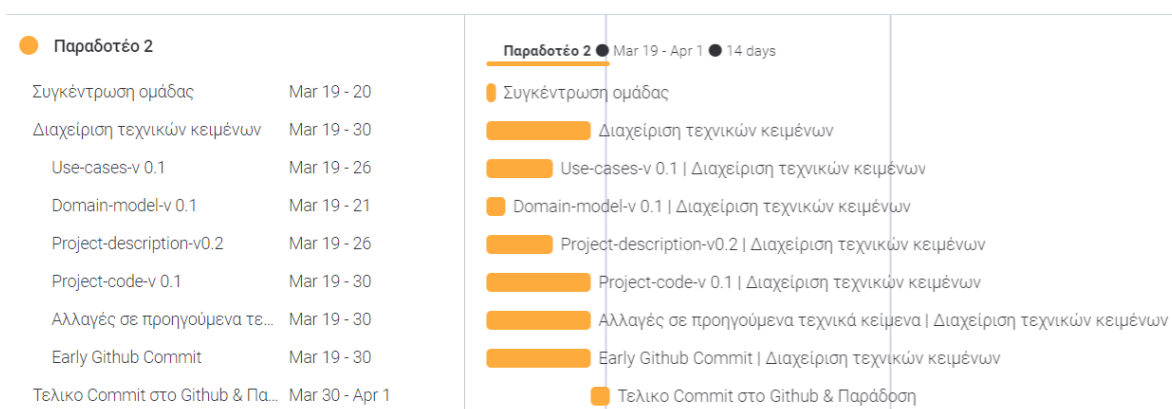 Παραδοτέο 2
Παραδοτέο 2 ● Mar 19 - Apr 1 ● 14 days
Συγκέντρωση ομάδας Mar 19 - 20 Συγκέντρωση ομάδας
Διαχείριση τεχνικών κειμένων Mar 19 - 30 Διαχείριση τεχνικών κειμένων
Use-cases-v 0.1 Mar 19 - 26 Use-cases-v 0.1 | Διαχείριση τεχνικών κειμένων
Domain-model-v 0.1 Mar 19 - 21 Domain-model-v 0.1 | Διαχείριση τεχνικών κειμένων
Project-description-v0.2 Mar 19 - 26 Project-description-v0.2 | Διαχείριση τεχνικών κειμένων
Project-code-v 0.1 Mar 19 - 30 Project-code-v 0.1 | Διαχείριση τεχνικών κειμένων
Αλλαγές σε προηγούμενα τε... Mar 19 - 30 Αλλαγές σε προηγούμενα τεχνικά κείμενα | Διαχείριση τεχνικών κειμένων
Early Github Commit Mar 19 - 30 Early Github Commit | Διαχείριση τεχνικών κειμένων
Τελικο Commit στο Github & Πα... Mar 30 - Apr 1 Τελικο Commit στο Github & Παράδοση